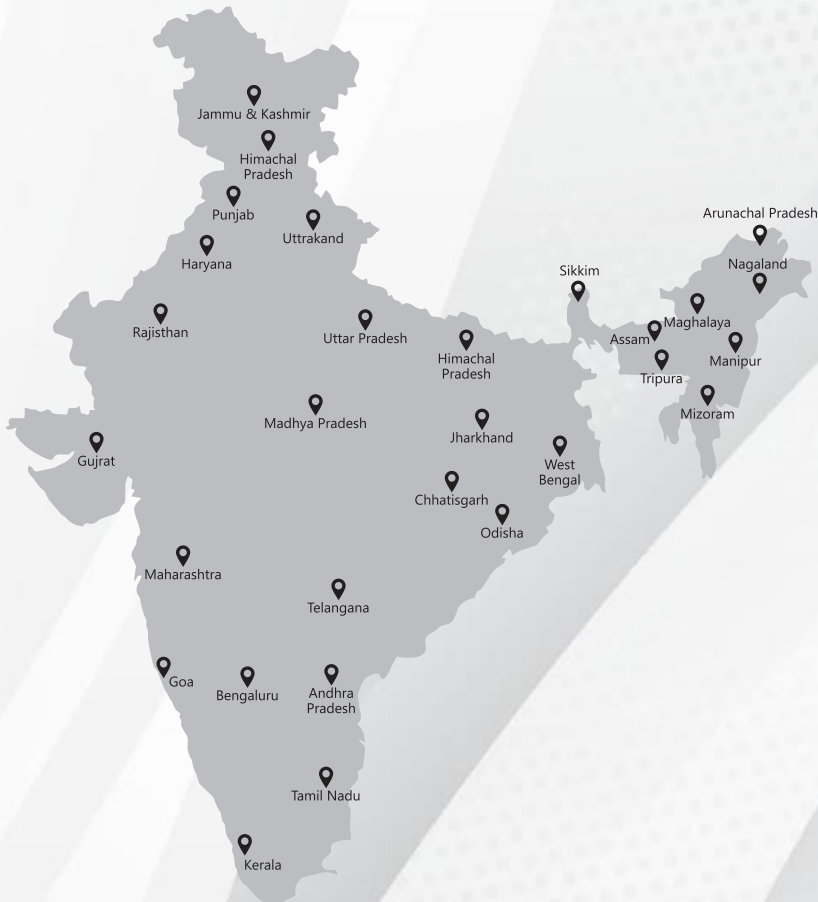 Jammu & Kashmir
Himachal
Pradesh
Punjab
Uttrakand
Arunachal Pradesh
Haryana
Nagaland
Sikkim
Rajisthan
Uttar Pradesh
Maghalaya
Assam
Himachal
Pradesh
Manipur
Tripura
Madhya Pradesh
Mizoram
Jharkhand
Gujrat
West
Bengal
Chhatisgarh
Odisha
Maharashtra
Telangana
Goa
Bengaluru
Andhra
Pradesh
Tamil Nadu
Kerala